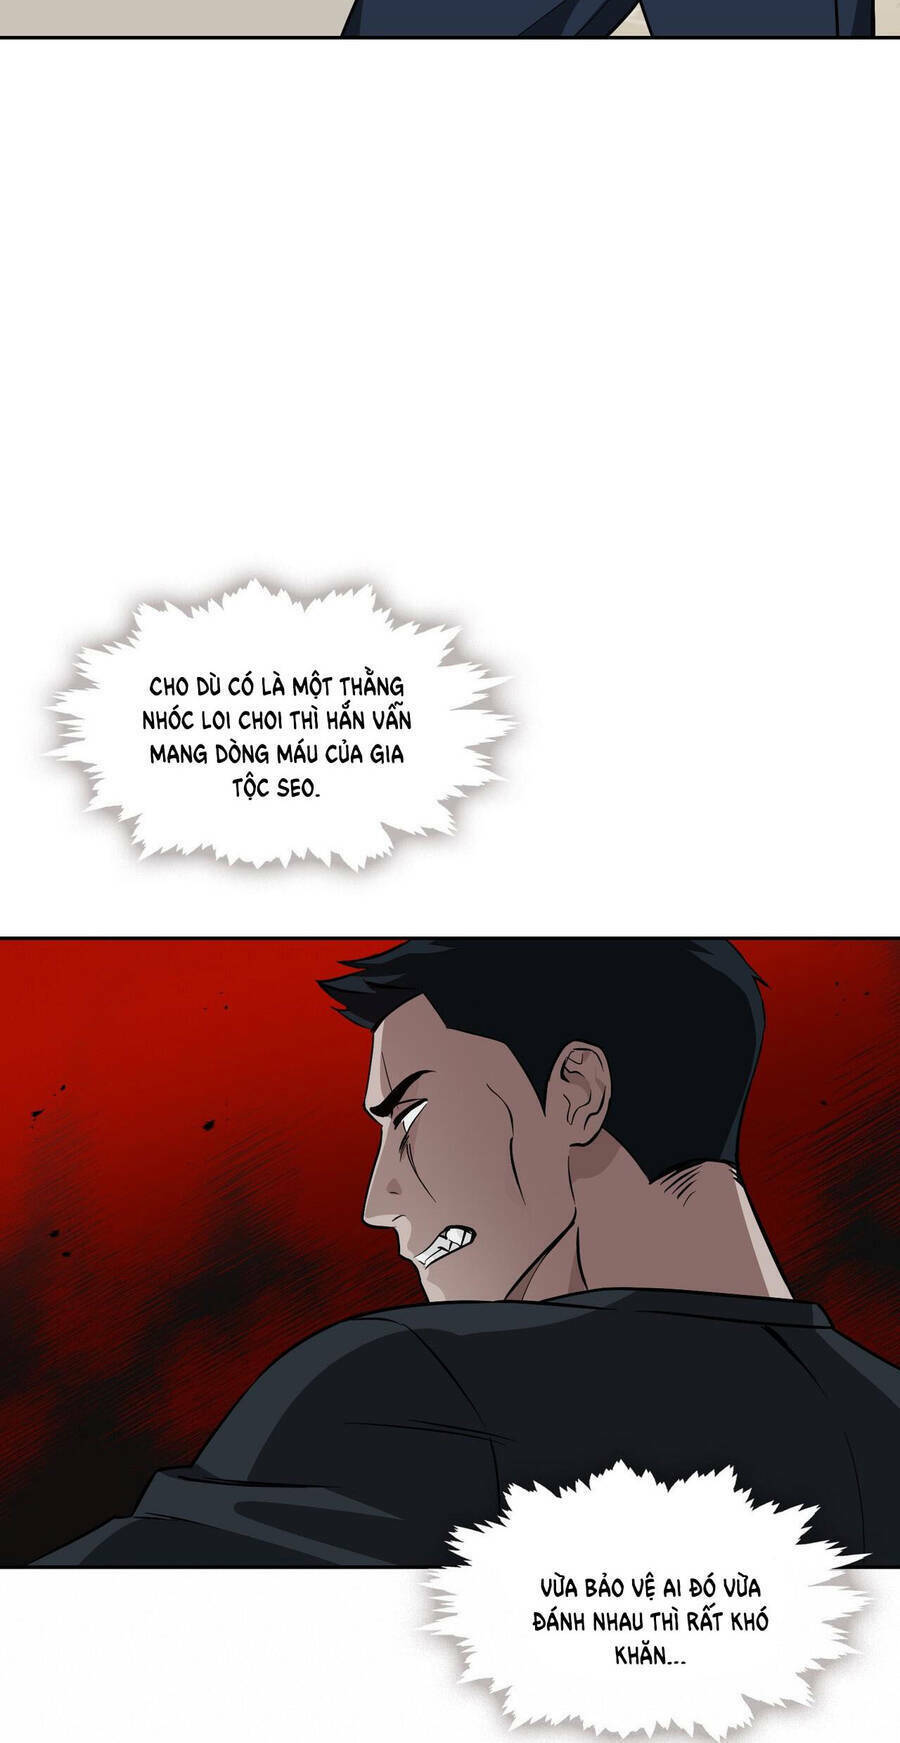 CHO DÙ CÓ LÀ MỘT THẰNG
NHÓC LOI CHOI THÌ HẮN VẪN
MANG DÒNG MÁU CỦA GIA
TỘC SEO.
VỪA BẢO VỆ AI ĐÓ VỪA
ĐÁNH NHAU THÌ RẤT KHÓ
KHĂN...